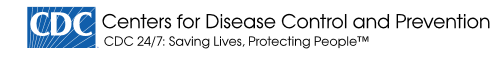 CDC Centers for Disease Control and Prevention
CDC 24/7: Saving Lives, Protecting People™